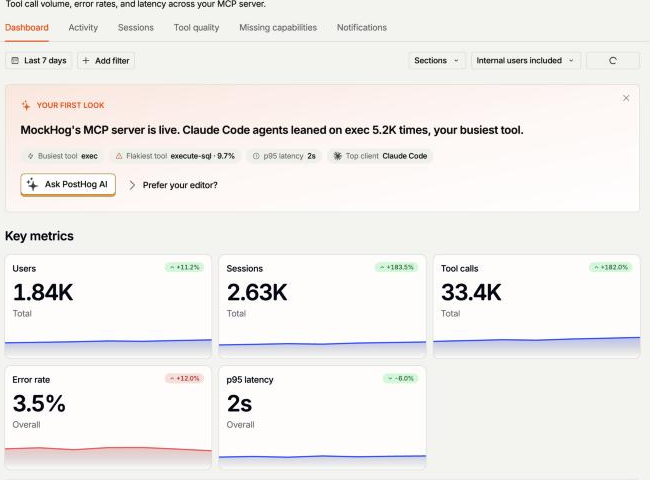 Tool call volume, error rates, and latency across your MCP server.
Dashboard Activity Sessions Tool quality Missing capabilities Notifications
Last 7 days + Add filter Sections Internal users included
YOUR FIRST LOOK
MockHog's MCP server is live. Claude Code agents leaned on exec 5.2K times, your busiest tool.
Busiest tool exec Flakiest tool execute-sql · 9.7% p95 latency 2s Top client Claude Code
Ask PostHog AI Prefer your editor?
Key metrics
Users +11.2% Sessions +183.5% Tool calls +182.0%
1.84K 2.63K 33.4K
Total Total Total
Error rate +12.0% p95 latency -6.0%
3.5% 2s
Overall Overall